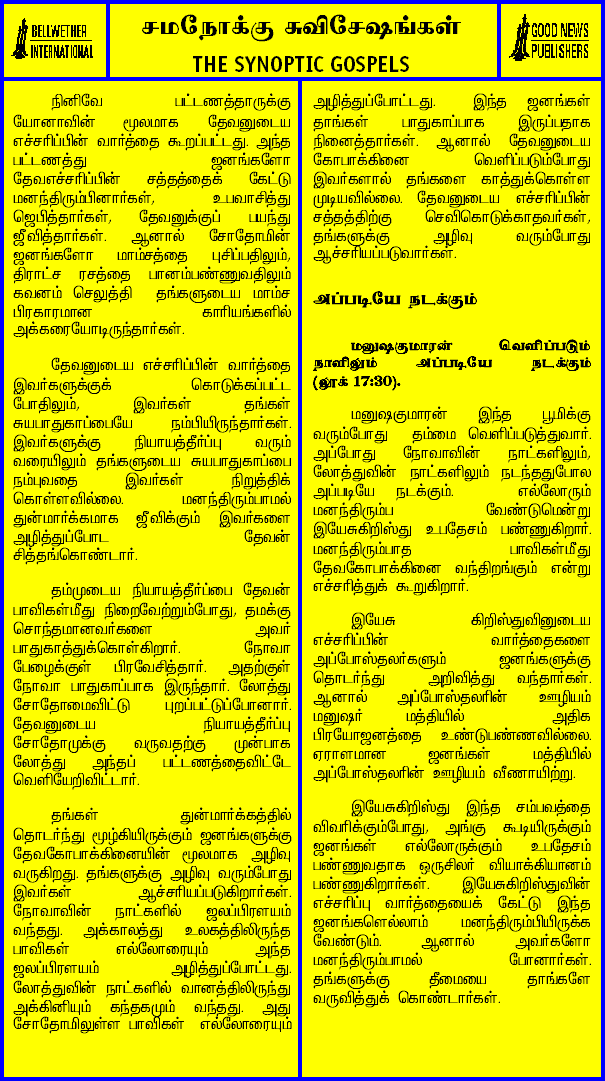 BELLWETHER
INTERNATIONAL
சமநோக்கு சுவிசேஷங்கள்
THE SYNOPTIC GOSPELS
GOOD NEWS
PUBLISHERS
நினிவே பட்டணத்தாருக்கு
யோனாவின் மூலமாக தேவனுடைய
எச்சரிப்பின் வார்த்தை கூறப்பட்டது. அந்த
பட்டணத்து ஜனங்களோ
தேவஎச்சரிப்பின் சத்தத்தைக் கேட்டு
மனந்திரும்பினார்கள், உபவாசித்து
ஜெபித்தார்கள், தேவனுக்குப் பயந்து
ஜீவித்தார்கள். ஆனால் சோதோமின்
ஜனங்களோ மாம்சத்தை புசிப்பதிலும்,
திராட்ச ரசத்தை பானம்பண்ணுவதிலும்
கவனம் செலுத்தி தங்களுடைய மாம்ச
பிரகாரமான காரியங்களில்
அக்கரையோடிருந்தார்கள்.
தேவனுடைய எச்சரிப்பின் வார்த்தை
இவர்களுக்குக் கொடுக்கப்பட்ட
போதிலும், இவர்கள் தங்கள்
சுயபாதுகாப்பையே நம்பியிருந்தார்கள்.
இவர்களுக்கு நியாயத்தீர்ப்பு வரும்
வரையிலும் தங்களுடைய சுயபாதுகாப்பை
நம்புவதை இவர்கள் நிறுத்திக்
கொள்ளவில்லை. மனந்திரும்பாமல்
துன்மார்க்கமாக ஜீவிக்கும் இவர்களை
அழித்துப்போட தேவன்
சித்தங்கொண்டார்.
தம்முடைய நியாயத்தீர்ப்பை தேவன்
பாவிகள்மீது நிறைவேற்றும்போது, தமக்கு
சொந்தமானவர்களை அவர்
பாதுகாத்துக்கொள்கிறார். நோவா
பேழைக்குள் பிரவேசித்தார். அதற்குள்
நோவா பாதுகாப்பாக இருந்தார். லோத்து
சோதோமைவிட்டு புறப்பட்டுப்போனார்.
தேவனுடைய நியாயத்தீர்ப்பு
சோதோமுக்கு வருவதற்கு முன்பாக
லோத்து அந்தப் பட்டணத்தைவிட்டே
வெளியேறிவிட்டார்.
தங்கள் துன்மார்க்கத்தில்
தொடர்ந்து மூழ்கியிருக்கும் ஜனங்களுக்கு
தேவகோபாக்கினையின் மூலமாக அழிவு
வருகிறது. தங்களுக்கு அழிவு வரும்போது
இவர்கள் ஆச்சரியப்படுகிறார்கள்.
நோவாவின் நாட்களில் ஜலப்பிரளயம்
வந்தது. அக்காலத்து உலகத்திலிருந்த
பாவிகள் எல்லோரையும் அந்த
ஜலப்பிரளயம் அழித்துப்போட்டது.
லோத்துவின் நாட்களில் வானத்திலிருந்து
அக்கினியும் கந்தகமும் வந்தது. அது
சோதோமிலுள்ள பாவிகள் எல்லோரையும்
அழித்துப்போட்டது. இந்த ஜனங்கள்
தாங்கள் பாதுகாப்பாக இருப்பதாக
நினைத்தார்கள். ஆனால் தேவனுடைய
கோபாக்கினை வெளிப்படும்போது
இவர்களால் தங்களை காத்துக்கொள்ள
முடியவில்லை. தேவனுடைய எச்சரிப்பின்
சத்தத்திற்கு செவிகொடுக்காதவர்கள்,
தங்களுக்கு அழிவு வரும்போது
ஆச்சரியப்படுவார்கள்.
அப்படியே நடக்கும்
மனுஷகுமாரன் வெளிப்படும்
நாளிலும் அப்படியே நடக்கும்
(லூக் 17:30).
மனுஷகுமாரன் இந்த பூமிக்கு
வரும்போது தம்மை வெளிப்படுத்துவார்.
அப்போது நோவாவின் நாட்களிலும்,
லோத்துவின் நாட்களிலும் நடந்ததுபோல
அப்படியே நடக்கும். எல்லோரும்
மனந்திரும்ப வேண்டுமென்று
இயேசுகிறிஸ்து உபதேசம் பண்ணுகிறார்.
மனந்திரும்பாத பாவிகள்மீது
தேவகோபாக்கினை வந்திறங்கும் என்று
எச்சரித்துக் கூறுகிறார்.
இயேசு கிறிஸ்துவினுடைய
எச்சரிப்பின் வார்த்தைகளை
அப்போஸ்தலர்களும் ஜனங்களுக்கு
தொடர்ந்து அறிவித்து வந்தார்கள்.
ஆனால் அப்போஸ்தலரின் ஊழியம்
மனுஷர் மத்தியில் அதிக
பிரயோஜனத்தை உண்டுபண்ணவில்லை.
ஏராளமான ஜனங்கள் மத்தியில்
அப்போஸ்தலரின் ஊழியம் வீணாயிற்று.
இயேசுகிறிஸ்து இந்த சம்பவத்தை
விவரிக்கும்போது, அங்கு கூடியிருக்கும்
ஜனங்கள் எல்லோருக்கும் உபதேசம்
பண்ணுவதாக ஒருசிலர் வியாக்கியானம்
பண்ணுகிறார்கள். இயேசுகிறிஸ்துவின்
எச்சரிப்பு வார்த்தையைக் கேட்டு இந்த
ஜனங்களெல்லாம் மனந்திரும்பியிருக்க
வேண்டும். ஆனால் அவர்களோ
மனந்திரும்பாமல் போனார்கள்.
தங்களுக்கு தீமையை தாங்களே
வருவித்துக் கொண்டார்கள்.